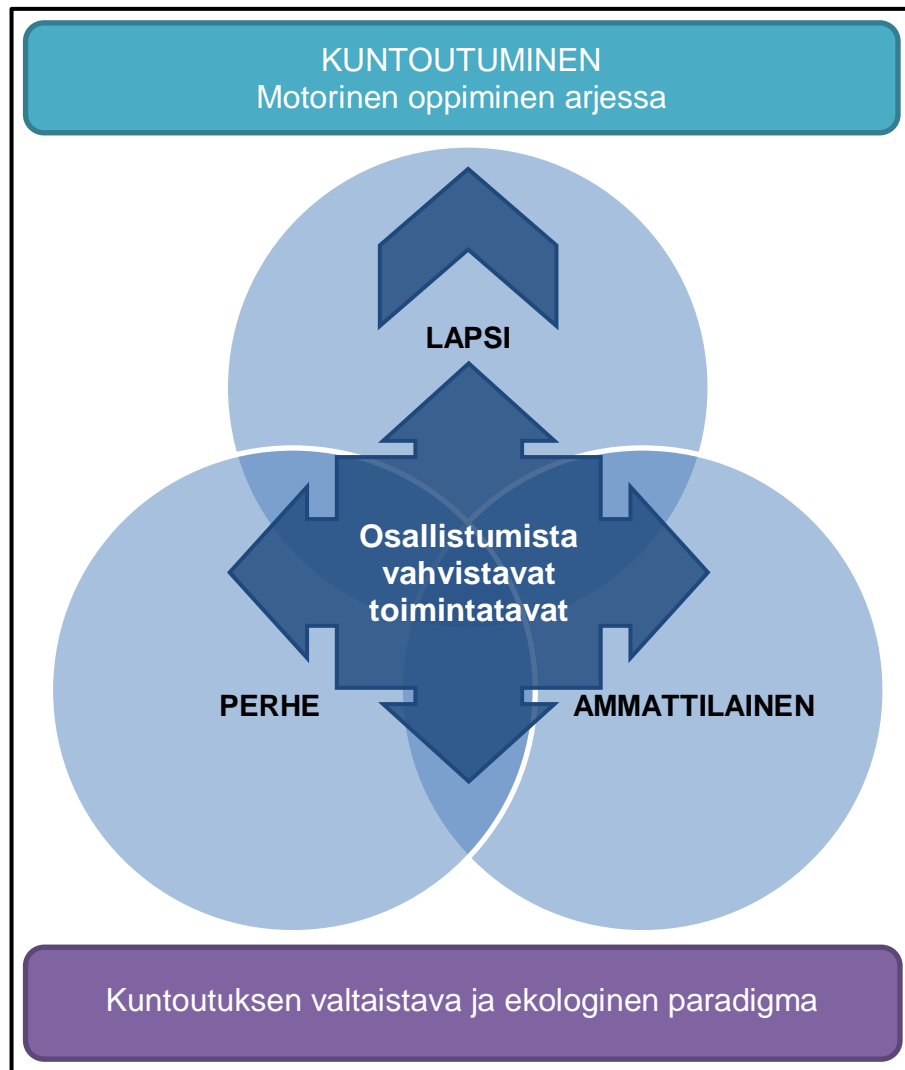 KUNTOUTUMINEN
Motorinen oppiminen arjessa
LAPSI
Osallistumista
vahvistavat
toimintatavat
PERHE
AMMATTILAINEN
Kuntoutuksen valtaistava ja ekologinen paradigma